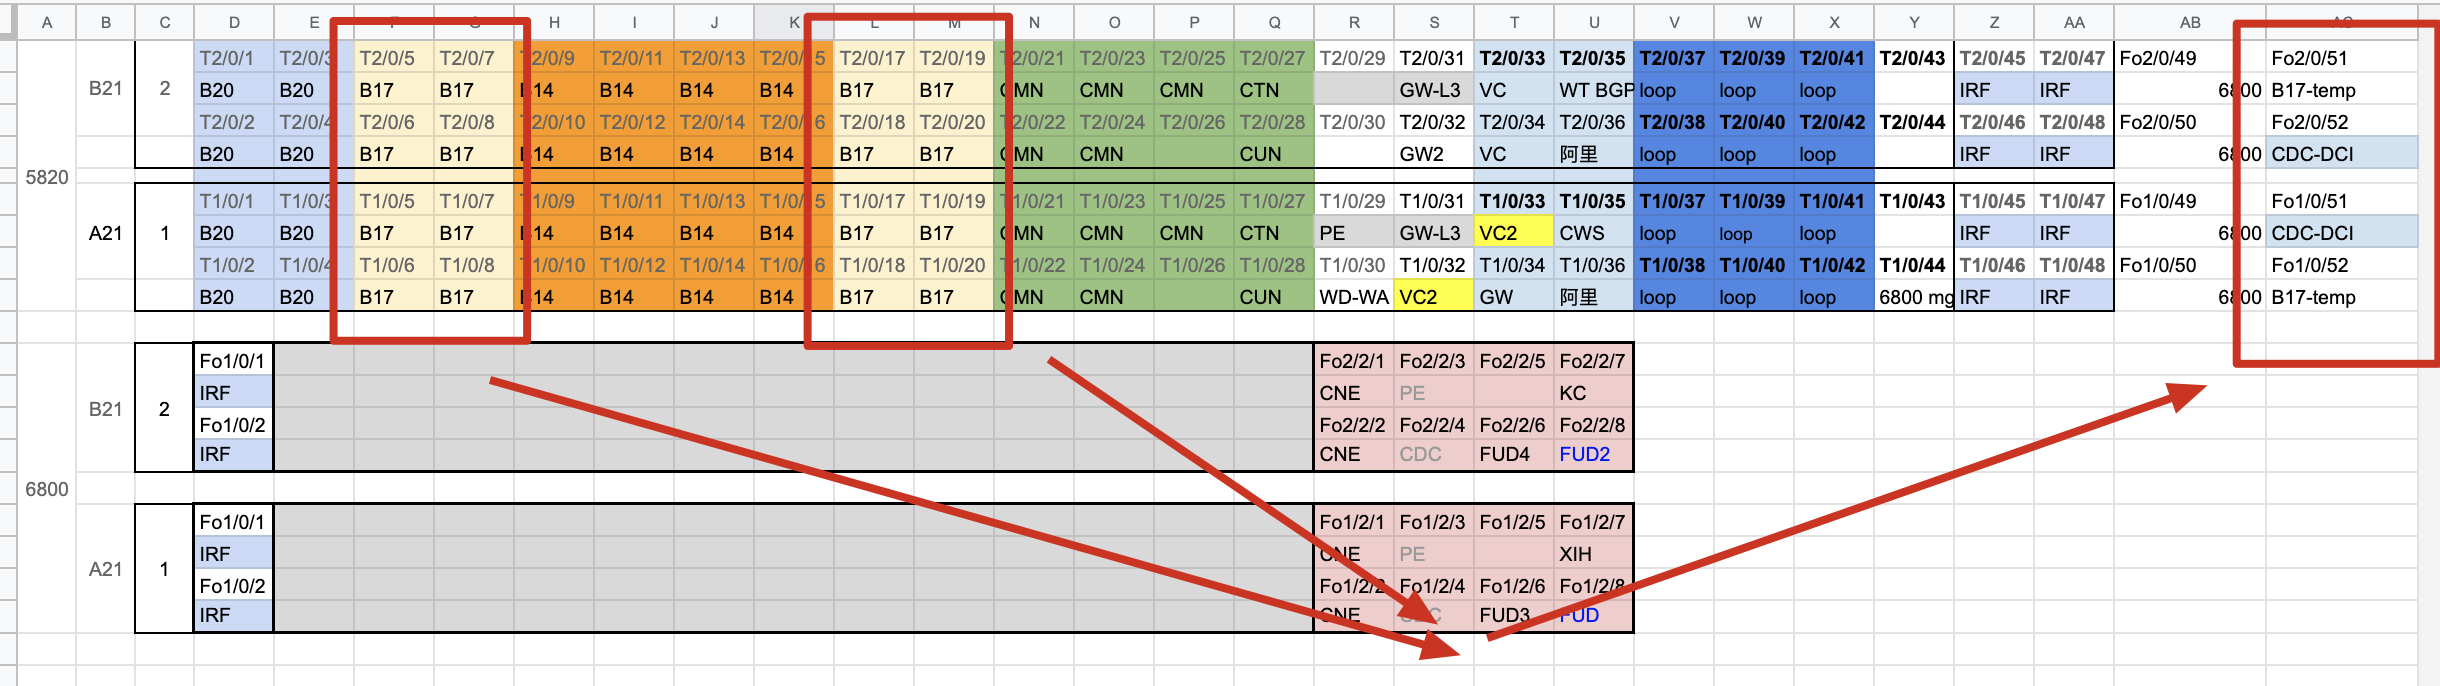 A B C D E F G H I J K L M N O P Q R S T U V W X Y Z AA AB AC
T2/0/1 T2/0/3 T2/0/5 T2/0/7 T2/0/9 T2/0/11 T2/0/13 T2/0/15 T2/0/17 T2/0/19 T2/0/21 T2/0/23 T2/0/25 T2/0/27 T2/0/29 T2/0/31 T2/0/33 T2/0/35 T2/0/37 T2/0/39 T2/0/41 T2/0/43 T2/0/45 T2/0/47 Fo2/0/49 Fo2/0/51
B21 2 B20 B20 B17 B17 B14 B14 B14 B14 B17 B17 CMN CMN CMN CTN GW-L3 VC WT BGP loop loop loop IRF IRF 6800 B17-temp
T2/0/2 T2/0/4 T2/0/6 T2/0/8 T2/0/10 T2/0/12 T2/0/14 T2/0/16 T2/0/18 T2/0/20 T2/0/22 T2/0/24 T2/0/26 T2/0/28 T2/0/30 T2/0/32 T2/0/34 T2/0/36 T2/0/38 T2/0/40 T2/0/42 T2/0/44 T2/0/46 T2/0/48 Fo2/0/50 Fo2/0/52
B20 B20 B17 B17 B14 B14 B14 B14 B17 B17 CMN CMN CUN GW2 VC 阿里 loop loop loop IRF IRF 6800 CDC-DCI
5820
T1/0/1 T1/0/3 T1/0/5 T1/0/7 T1/0/9 T1/0/11 T1/0/13 T1/0/15 T1/0/17 T1/0/19 T1/0/21 T1/0/23 T1/0/25 T1/0/27 T1/0/29 T1/0/31 T1/0/33 T1/0/35 T1/0/37 T1/0/39 T1/0/41 T1/0/43 T1/0/45 T1/0/47 Fo1/0/49 Fo1/0/51
A21 1 B20 B20 B17 B17 B14 B14 B14 B14 B17 B17 CMN CMN CMN CTN PE GW-L3 VC2 CWS loop loop loop IRF IRF 6800 CDC-DCI
T1/0/2 T1/0/4 T1/0/6 T1/0/8 T1/0/10 T1/0/12 T1/0/14 T1/0/16 T1/0/18 T1/0/20 T1/0/22 T1/0/24 T1/0/26 T1/0/28 T1/0/30 T1/0/32 T1/0/34 T1/0/36 T1/0/38 T1/0/40 T1/0/42 T1/0/44 T1/0/46 T1/0/48 Fo1/0/50 Fo1/0/52
B20 B20 B17 B17 B14 B14 B14 B14 B17 B17 CMN CMN CUN WD-WA VC2 GW 阿里 loop loop loop 6800 mg IRF IRF 6800 B17-temp
Fo1/0/1 Fo2/2/1 Fo2/2/3 Fo2/2/5 Fo2/2/7
IRF CNE PE KC
B21 2
Fo1/0/2 Fo2/2/2 Fo2/2/4 Fo2/2/6 Fo2/2/8
IRF CNE CDC FUD4 FUD2
6800
Fo1/0/1 Fo1/2/1 Fo1/2/3 Fo1/2/5 Fo1/2/7
IRF CNE PE XIH
A21 1
Fo1/0/2 Fo1/2/2 Fo1/2/4 Fo1/2/6 Fo1/2/8
IRF CNE CDC FUD3 FUD